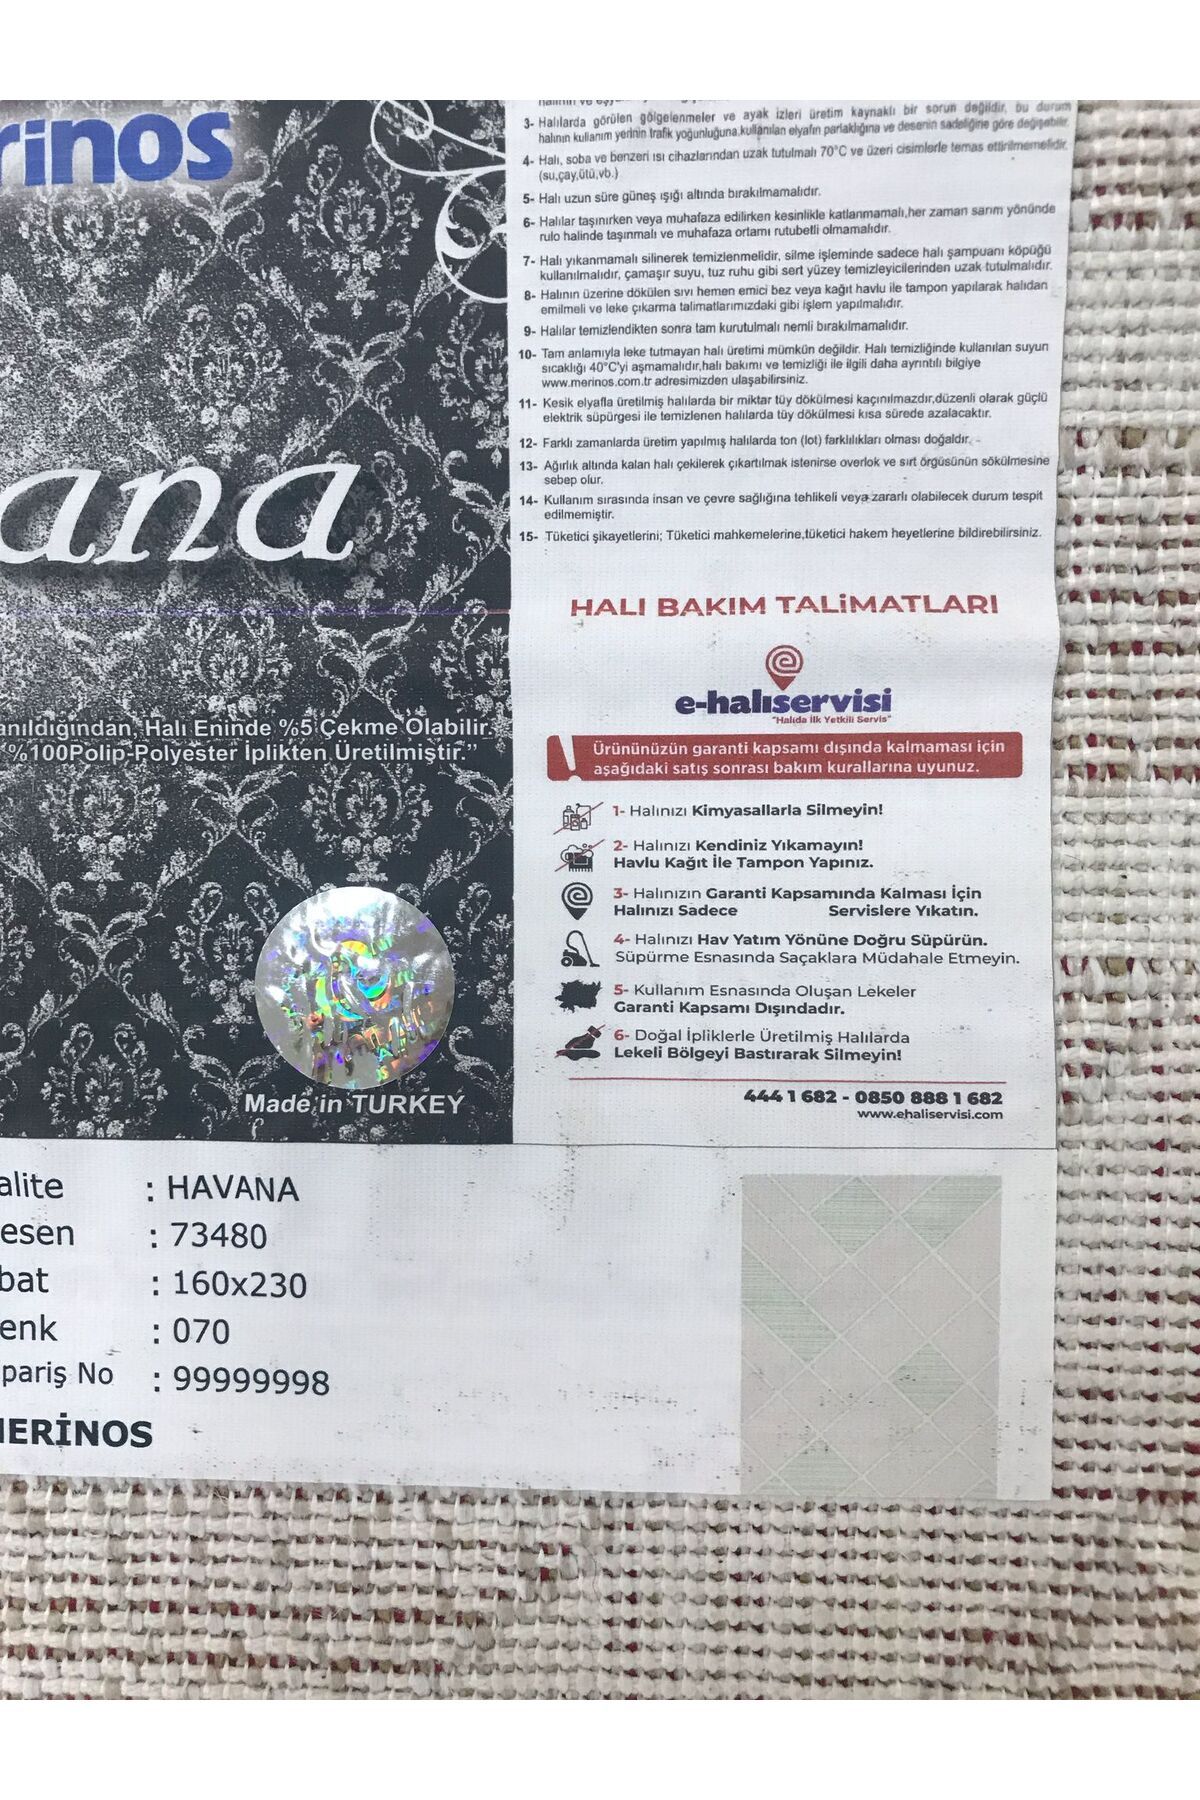 rinos
3- Halılarda görülen gölgelenmeler ve ayak izleri üretim kaynaklı bir sorun değildir, bu durum
halının kullanım yerinin trafik yoğunluğuna,kullanılan elyafın parlaklığına ve desenin sadeliğine göre değişebilir.
4- Halı, soba ve benzeri ısı cihazlarından uzak tutulmalı 70°C ve üzeri cisimlerle temas ettirilmemelidir.
(su,çay,ütü,vb.)
5- Halı uzun süre güneş ışığı altında bırakılmamalıdır.
6- Halılar taşınırken veya muhafaza edilirken kesinlikle katlanmamalı,her zaman sarım yönünde
rulo halinde taşınmalı ve muhafaza ortamı rutubetli olmamalıdır.
7- Halı yıkanmamalı silinerek temizlenmelidir, silme işleminde sadece halı şampuanı köpüğü
kullanılmalıdır, çamaşır suyu, tuz ruhu gibi sert yüzey temizleyicilerinden uzak tutulmalıdır.
8- Halının üzerine dökülen sıvı hemen emici bez veya kağıt havlu ile tampon yapılarak halıdan
emilmeli ve leke çıkarma talimatlarımızdaki gibi işlem yapılmalıdır.
9- Halılar temizlendikten sonra tam kurutulmalı nemli bırakılmamalıdır.
10- Tam anlamıyla leke tutmayan halı üretimi mümkün değildir. Halı temizliğinde kullanılan suyun
sıcaklığı 40°C'yi aşmamalıdır,halı bakımı ve temizliği ile ilgili daha ayrıntılı bilgiye
www.merinos.com.tr adresimizden ulaşabilirsiniz.
11- Kesik elyafla üretilmiş halılarda bir miktar tüy dökülmesi kaçınılmazdır,düzenli olarak güçlü
elektrik süpürgesi ile temizlenen halılarda tüy dökülmesi kısa sürede azalacaktır.
12- Farklı zamanlarda üretim yapılmış halılarda ton (lot) farklılıkları olması doğaldır.
13- Ağırlık altında kalan halı çekilerek çıkartılmak istenirse overlok ve sırt örgüsünün sökülmesine
sebep olur.
14- Kullanım sırasında insan ve çevre sağlığına tehlikeli veya zararlı olabilecek durum tespit
edilmemiştir.
15- Tüketici şikayetlerini; Tüketici mahkemelerine,tüketici hakem heyetlerine bildirebilirsiniz.
ana
anıldığından, Halı Eninde %5 Çekme Olabilir.
%100Polip-Polyester İplikten Üretilmiştir."
Made in TURKEY
HALI BAKIM TALİMATLARI
e-halıservisi
"Halıda İlk Yetkili Servis"
Ürününüzün garanti kapsamı dışında kalmaması için
aşağıdaki satış sonrası bakım kurallarına uyunuz.
1- Halınızı Kimyasallarla Silmeyin!
2- Halınızı Kendiniz Yıkamayın!
Havlu Kağıt İle Tampon Yapınız.
3- Halınızın Garanti Kapsamında Kalması İçin
Halınızı Sadece Servislere Yıkatın.
4- Halınızı Hav Yatım Yönüne Doğru Süpürün.
Süpürme Esnasında Saçaklara Müdahale Etmeyin.
5- Kullanım Esnasında Oluşan Lekeler
Garanti Kapsamı Dışındadır.
6- Doğal İpliklerle Üretilmiş Halılarda
Lekeli Bölgeyi Bastırarak Silmeyin!
444 1 682 - 0850 888 1 682
www.ehaliservisi.com
alite : HAVANA
esen : 73480
bat : 160x230
enk : 070
pariş No : 99999998
MERİNOS